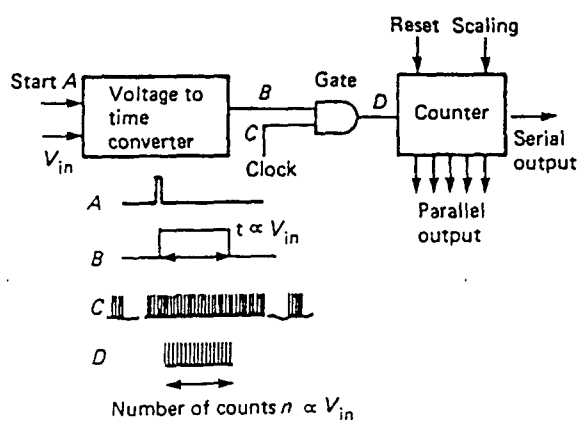 Reset Scaling
Start A
Gate
Voltage to
time
converter
B
D
Counter
C
V_in
Clock
Serial
output
Parallel
output
A
t ∝ V_in
B
C
D
Number of counts n ∝ V_in